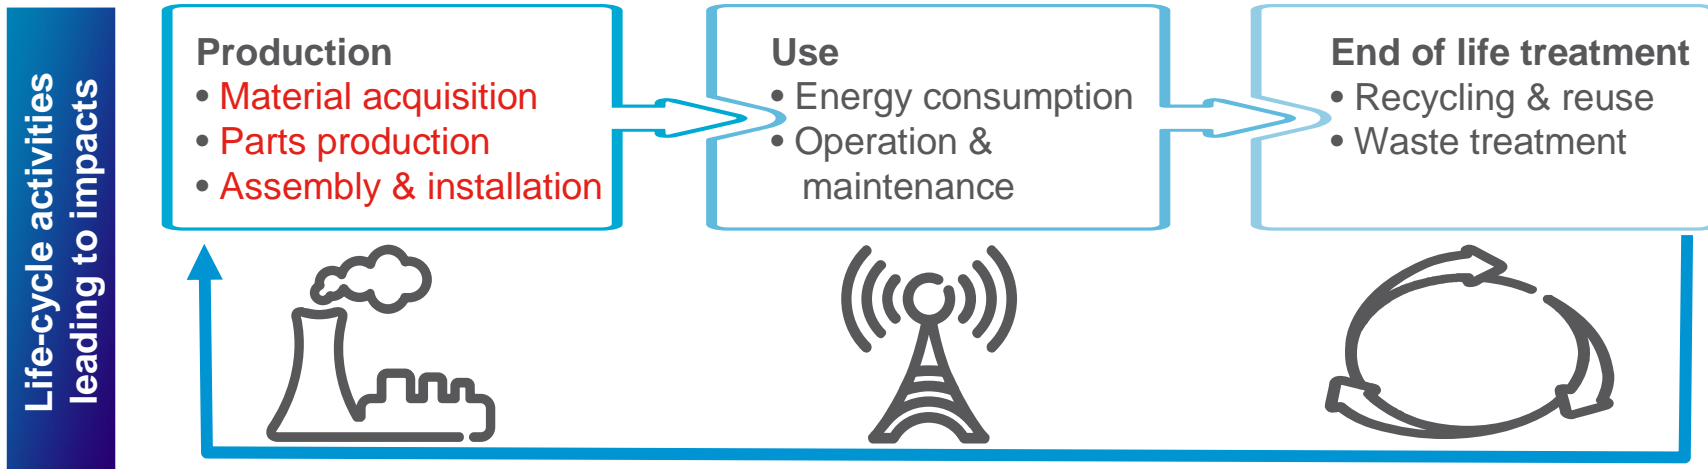 Life-cycle activities
leading to impacts
Production
• Material acquisition
• Parts production
• Assembly & installation
Use
• Energy consumption
• Operation &
maintenance
End of life treatment
• Recycling & reuse
• Waste treatment